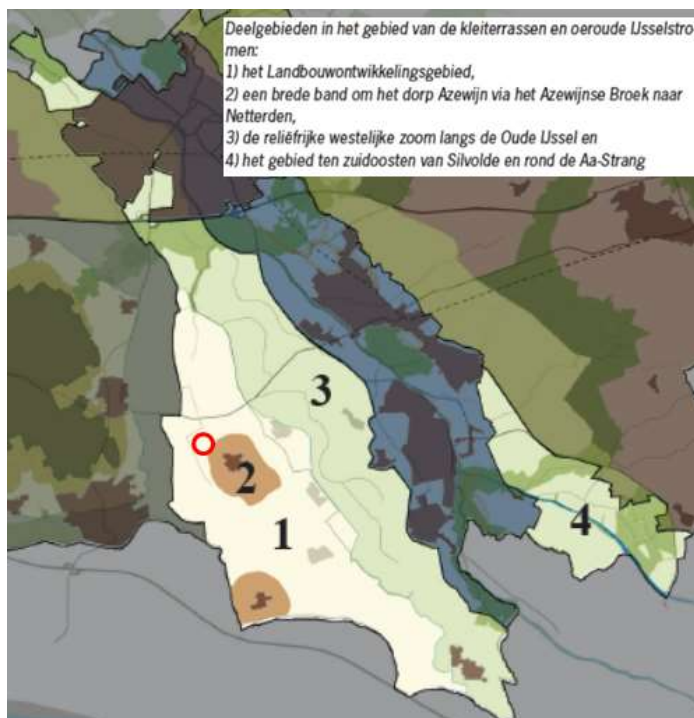 Deelgebieden in het gebied van de kleiterrassen en oeroude IJsselstro-
men:
1) het Landbouwontwikkelingsgebied,
2) een brede band om het dorp Azewijn via het Azewijnse Broek naar
Netterden,
3) de reliëfrijke westelijke zoom langs de Oude IJssel en
4) het gebied ten zuidoosten van Silvolde en rond de Aa-Strang
3
2
1
4